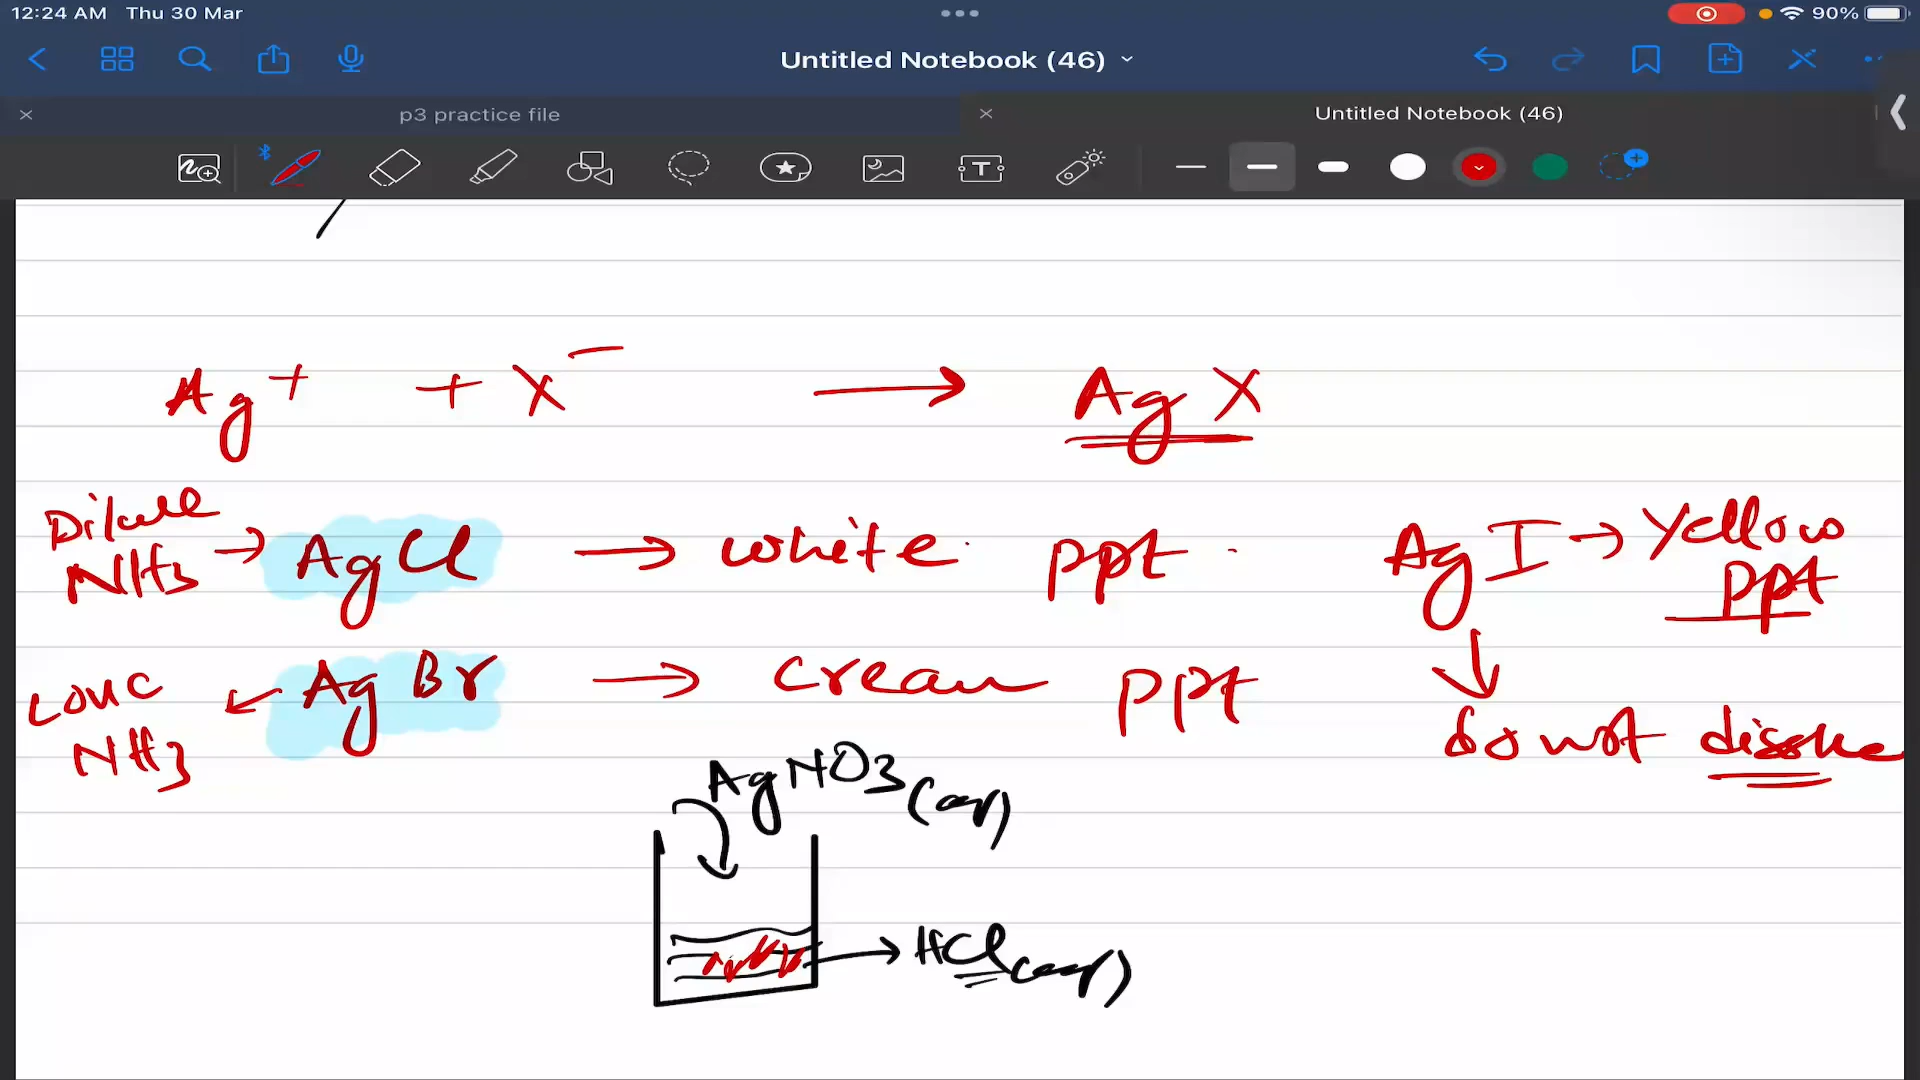 12:24 AM Thu 30 Mar
90%
Untitled Notebook (46)
p3 practice file
Untitled Notebook (46)
T
Ag+ + X- → AgX
Dilute NH3 → AgCl → white ppt.
AgI → Yellow ppt
Conc NH3 ← AgBr → cream ppt
↓
do not dissolve
AgNO3(aq)
→ HCl(aq)